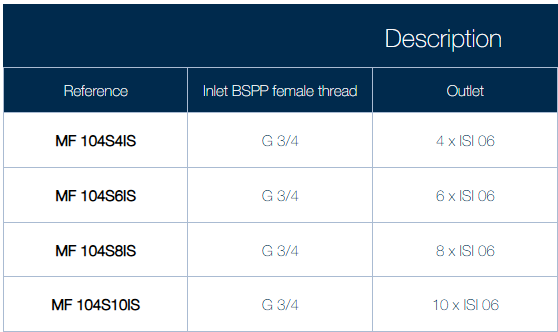 Description
Reference Inlet BSPP female thread Outlet
MF 104S4IS G 3/4 4 x ISI 06
MF 104S6IS G 3/4 6 x ISI 06
MF 104S8IS G 3/4 8 x ISI 06
MF 104S10IS G 3/4 10 x ISI 06